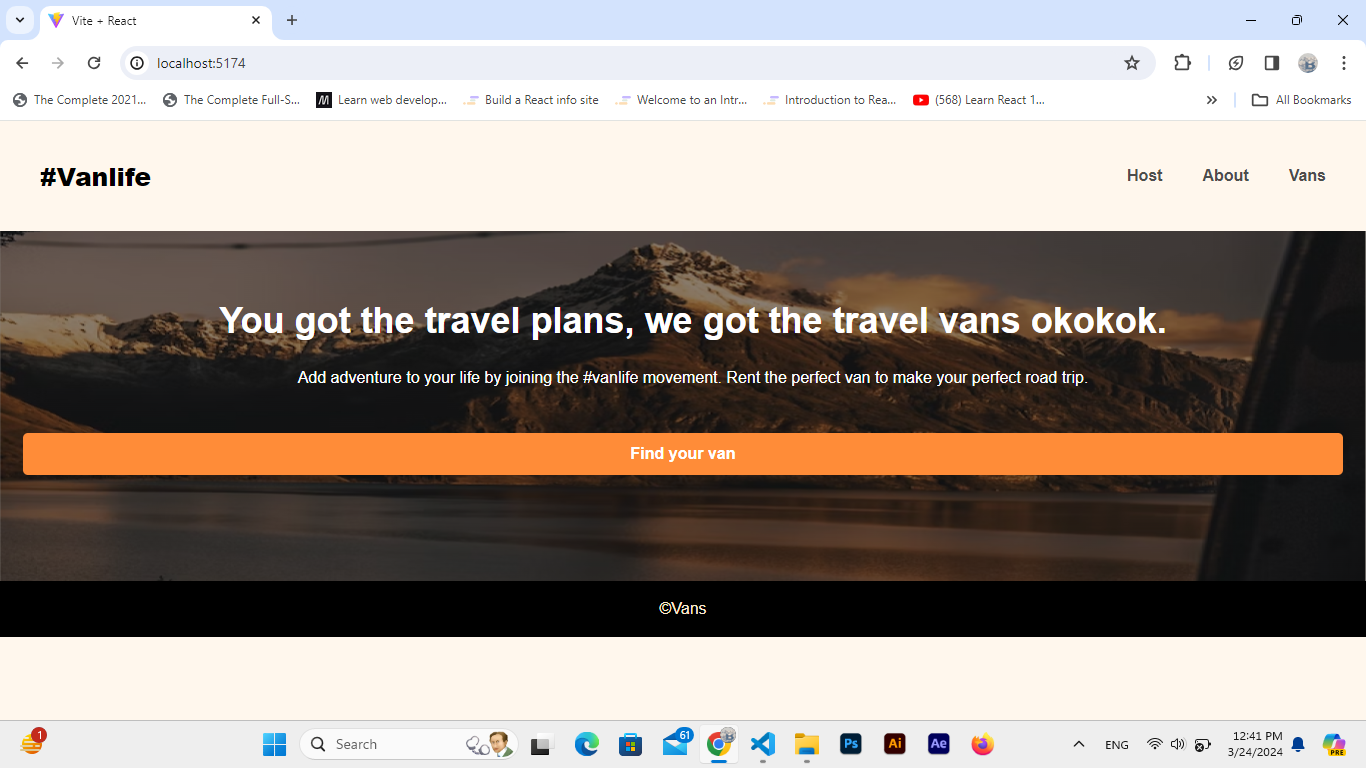 Vite + React
localhost:5174
The Complete 2021... The Complete Full-S... Learn web develop... Build a React info site Welcome to an Intr... Introduction to Rea... (568) Learn React 1... All Bookmarks
#Vanlife Host About Vans
You got the travel plans, we got the travel vans okokok.
Add adventure to your life by joining the #vanlife movement. Rent the perfect van to make your perfect road trip.
Find your van
©Vans
1 Search 61 Ps Ai Ae ENG 12:41 PM PRE
3/24/2024